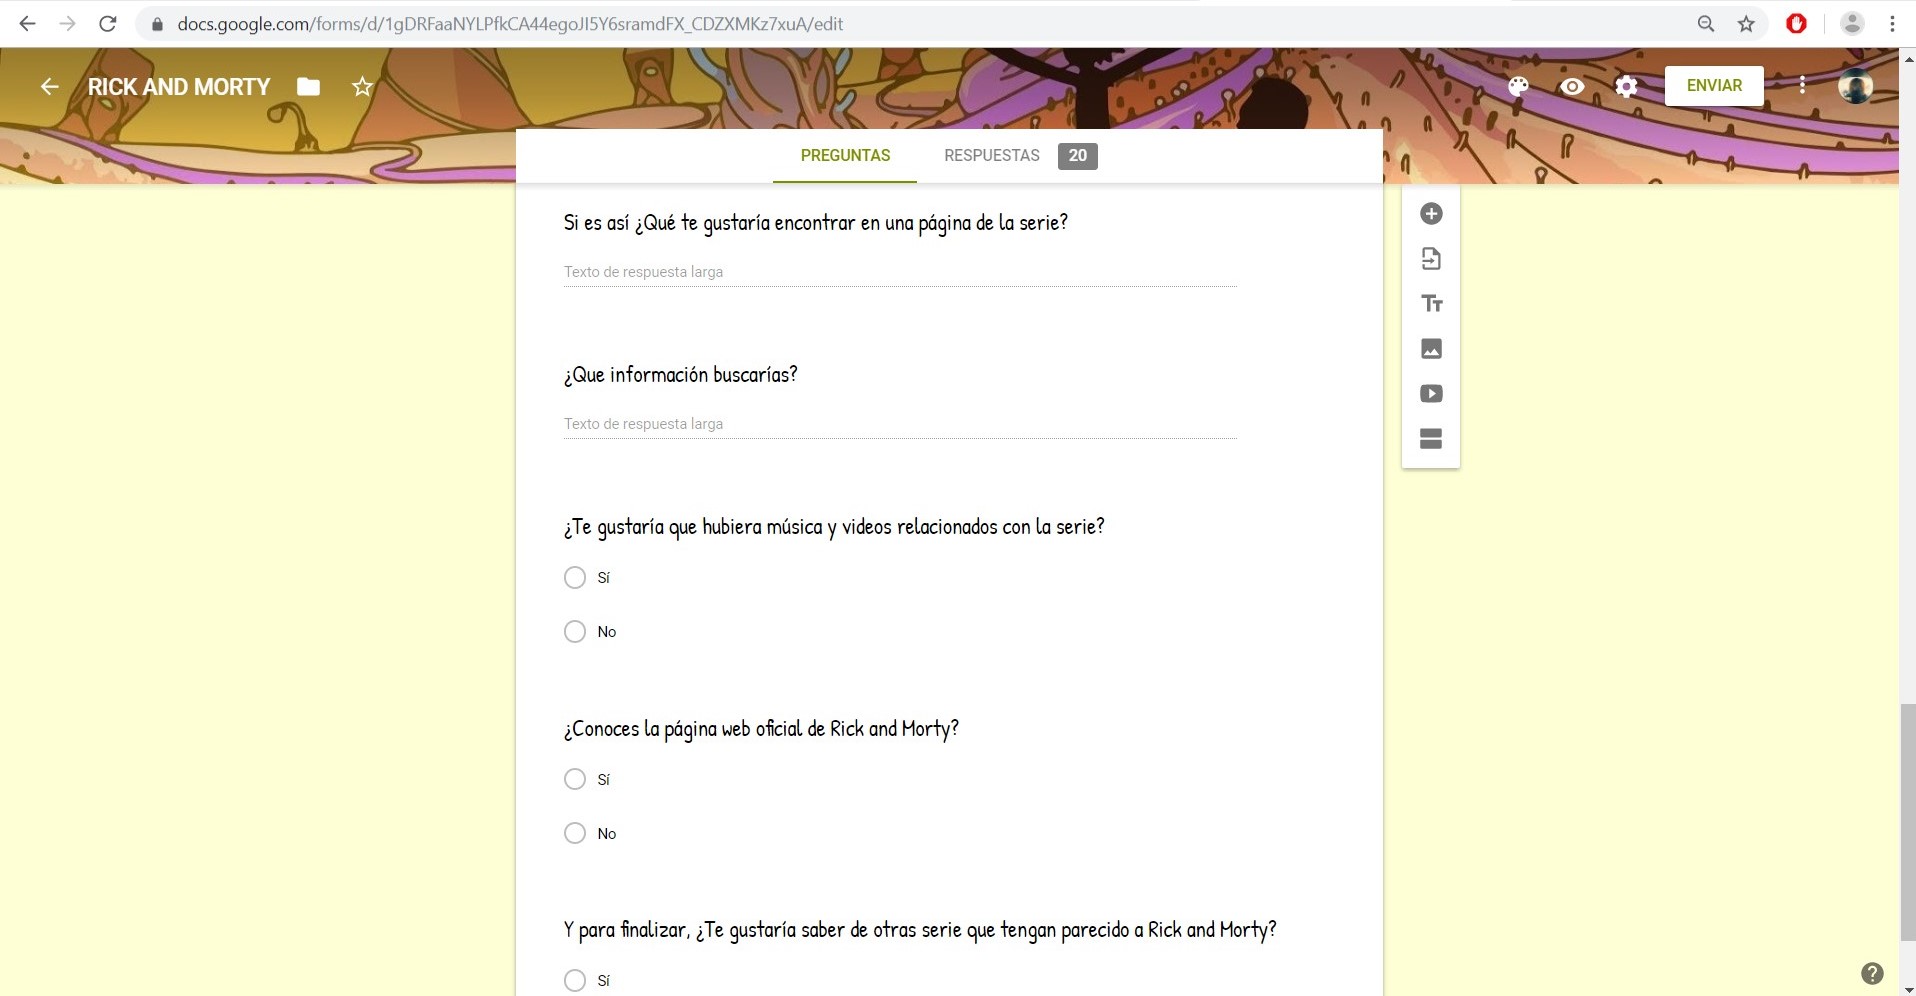 docs.google.com/forms/d/1gDRFaaNYLPfkCA44egoJI5Y6sramdFX_CDZXMKz7xuA/edit
RICK AND MORTY
ENVIAR
PREGUNTAS RESPUESTAS 20
Si es así ¿Qué te gustaría encontrar en una página de la serie?
Texto de respuesta larga
¿Que información buscarías?
Texto de respuesta larga
¿Te gustaría que hubiera música y videos relacionados con la serie?
Sí
No
¿Conoces la página web oficial de Rick and Morty?
Sí
No
Y para finalizar, ¿Te gustaría saber de otras serie que tengan parecido a Rick and Morty?
Sí